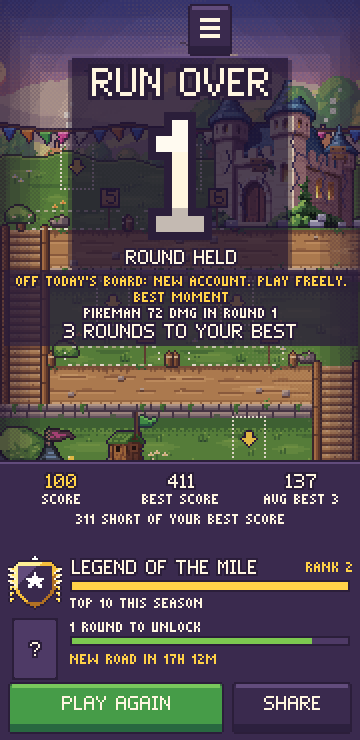 RUN OVER
1
5
6
ROUND HELD
OFF TODAY'S BOARD: NEW ACCOUNT. PLAY FREELY.
BEST MOMENT
PIKEMAN 72 DMG IN ROUND 1
3 ROUNDS TO YOUR BEST
100
411
137
SCORE
BEST SCORE
AVG BEST 3
311 SHORT OF YOUR BEST SCORE
LEGEND OF THE MILE
RANK 2
TOP 10 THIS SEASON
?
1 ROUND TO UNLOCK
NEW ROAD IN 17H 12M
PLAY AGAIN
SHARE